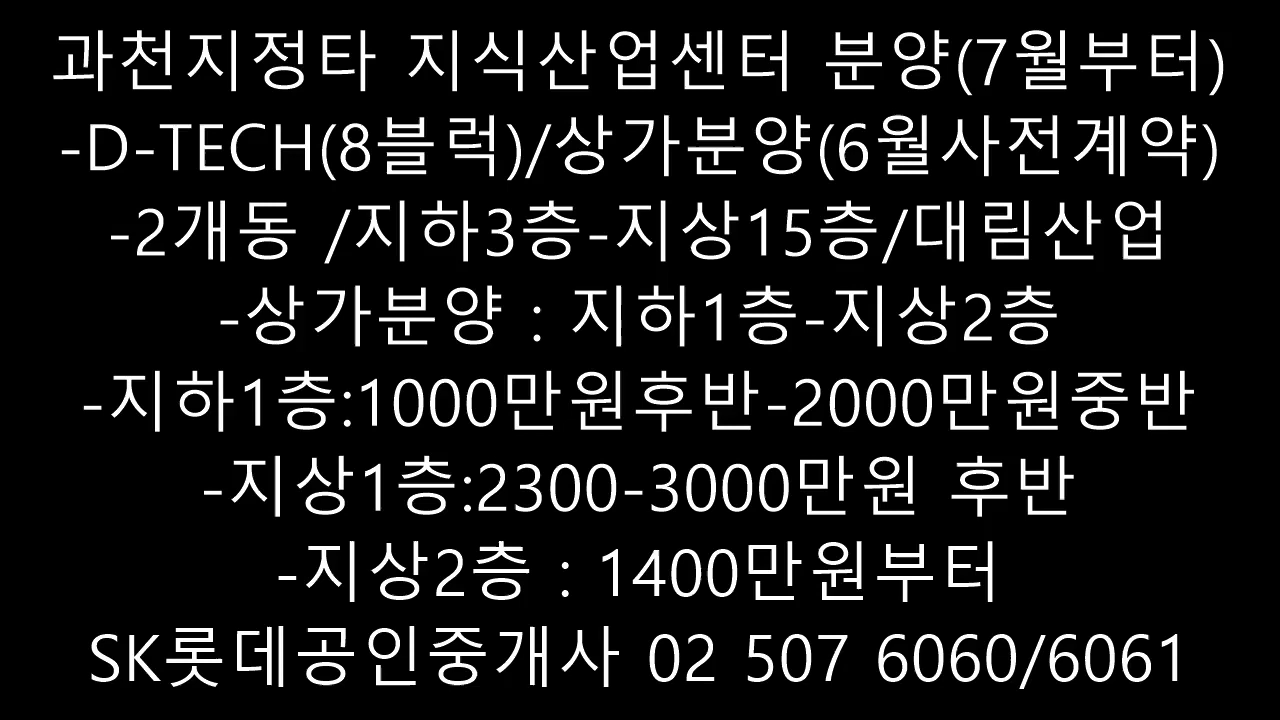 과천지정타 지식산업센터 분양(7월부터)
-D-TECH(8블럭)/상가분양(6월사전계약)
-2개동 /지하3층-지상15층/대림산업
-상가분양 : 지하1층-지상2층
-지하1층:1000만원후반-2000만원중반
-지상1층:2300-3000만원 후반
-지상2층 : 1400만원부터
SK롯데공인중개사 02 507 6060/6061